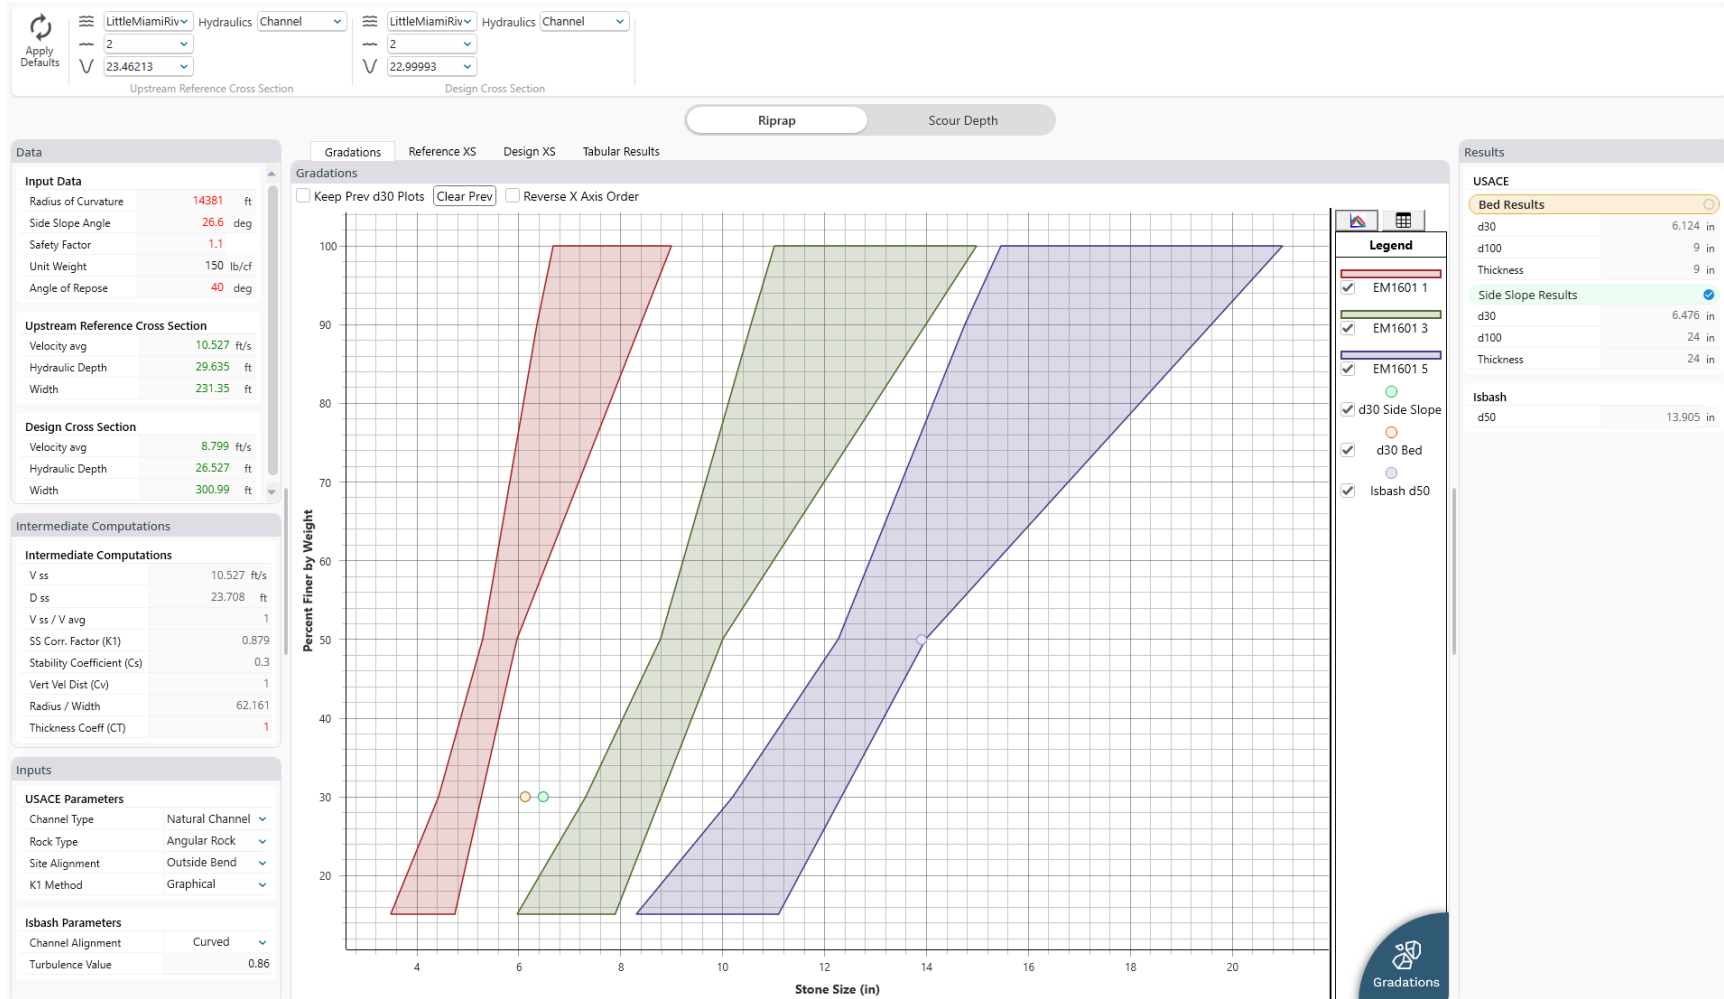 Apply
Defaults
LittleMiamiRiv Hydraulics Channel
2
23.46213
Upstream Reference Cross Section
LittleMiamiRiv Hydraulics Channel
2
22.99993
Design Cross Section
Riprap Scour Depth
Data
Input Data
Radius of Curvature 14381 ft
Side Slope Angle 26.6 deg
Safety Factor 1.1
Unit Weight 150 lb/cf
Angle of Repose 40 deg
Upstream Reference Cross Section
Velocity avg 10.527 ft/s
Hydraulic Depth 29.635 ft
Width 231.35 ft
Design Cross Section
Velocity avg 8.799 ft/s
Hydraulic Depth 26.527 ft
Width 300.99 ft
Intermediate Computations
Intermediate Computations
V ss 10.527 ft/s
D ss 23.708 ft
V ss / V avg 1
SS Corr. Factor (K1) 0.879
Stability Coefficient (Cs) 0.3
Vert Vel Dist (Cv) 1
Radius / Width 62.161
Thickness Coeff (CT) 1
Inputs
USACE Parameters
Channel Type Natural Channel
Rock Type Angular Rock
Site Alignment Outside Bend
K1 Method Graphical
Isbash Parameters
Channel Alignment Curved
Turbulence Value 0.86
Gradations Reference XS Design XS Tabular Results
Gradations
Keep Prev d30 Plots Clear Prev Reverse X Axis Order
Percent Finer by Weight
100
90
80
70
60
50
40
30
20
4 6 8 10 12 14 16 18 20
Stone Size (in)
Legend
EM1601 1
EM1601 3
EM1601 5
d30 Side Slope
d30 Bed
Isbash d50
Gradations
Results
USACE
Bed Results
d30 6.124 in
d100 9 in
Thickness 9 in
Side Slope Results
d30 6.476 in
d100 24 in
Thickness 24 in
Isbash
d50 13.905 in